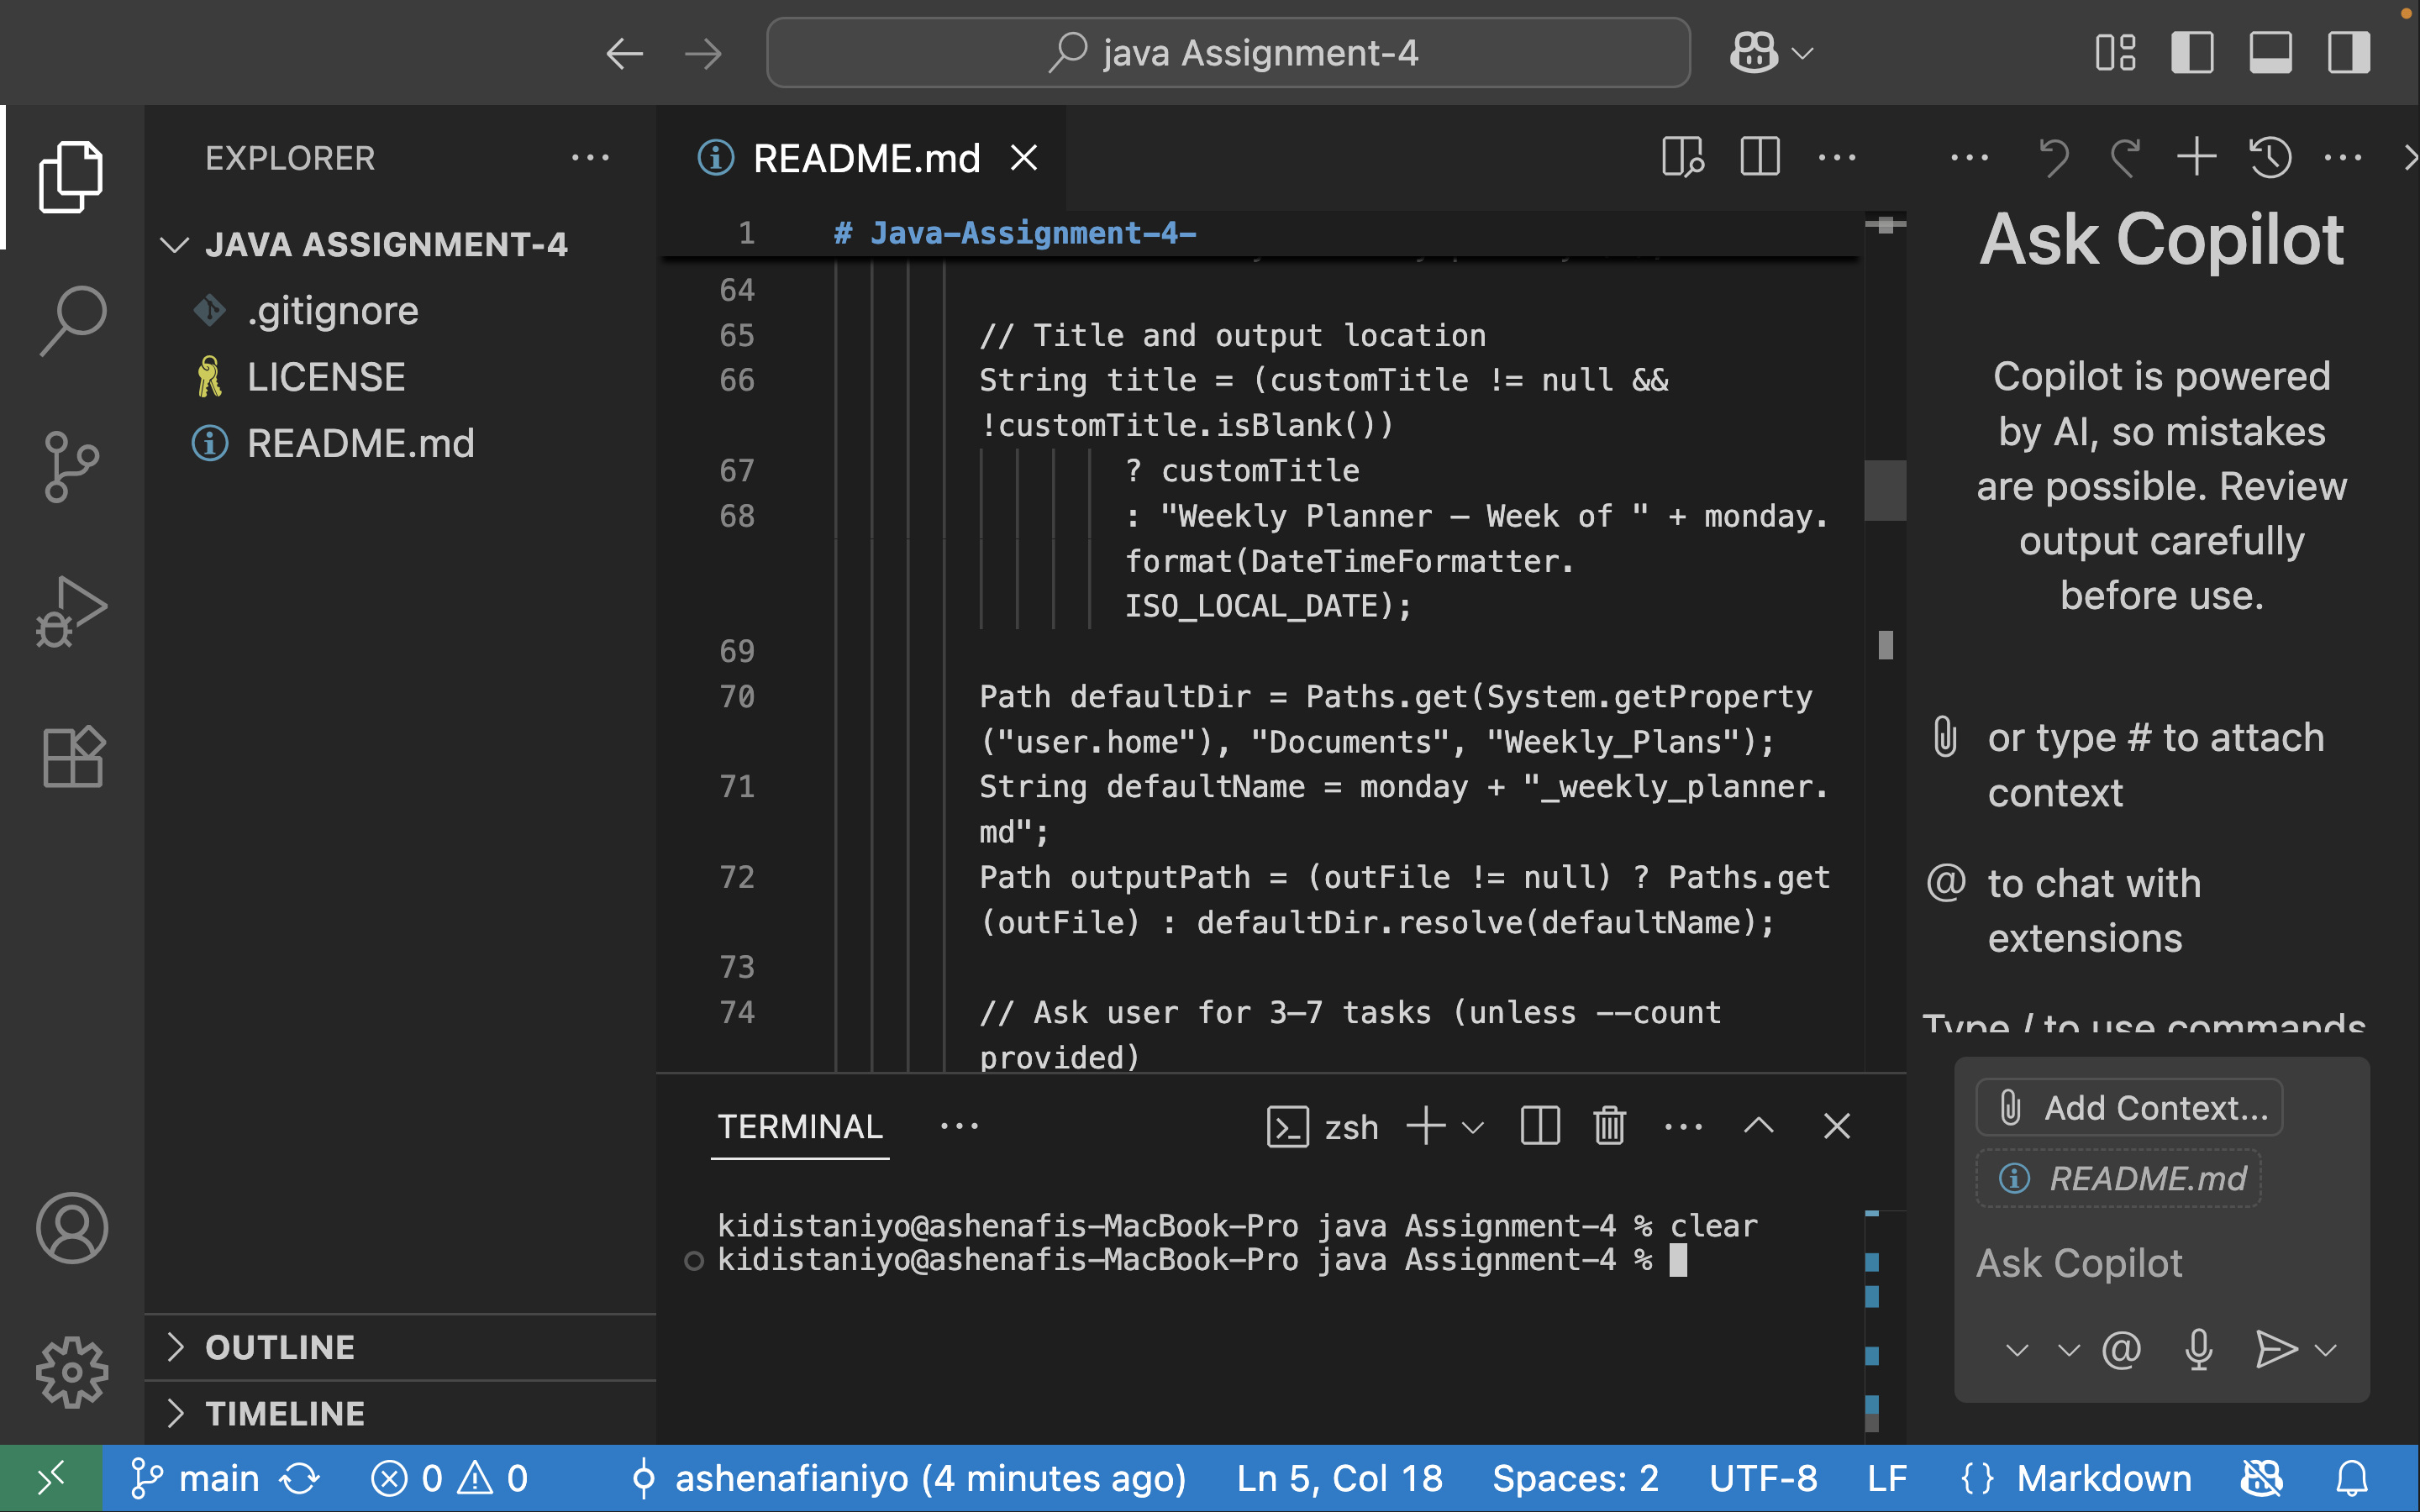 java Assignment-4
EXPLORER
JAVA ASSIGNMENT-4
.gitignore
LICENSE
README.md
OUTLINE
TIMELINE
README.md
1 # Java-Assignment-4-
64
65 // Title and output location
66 String title = (customTitle != null &&
!customTitle.isBlank())
67 ? customTitle
68 : "Weekly Planner — Week of " + monday.
format(DateTimeFormatter.
ISO_LOCAL_DATE);
69
70 Path defaultDir = Paths.get(System.getProperty
("user.home"), "Documents", "Weekly_Plans");
71 String defaultName = monday + "_weekly_planner.
md";
72 Path outputPath = (outFile != null) ? Paths.get
(outFile) : defaultDir.resolve(defaultName);
73
74 // Ask user for 3–7 tasks (unless --count
provided)
TERMINAL
zsh
kidistaniyo@ashenafis-MacBook-Pro java Assignment-4 % clear
kidistaniyo@ashenafis-MacBook-Pro java Assignment-4 %
Ask Copilot
Copilot is powered
by AI, so mistakes
are possible. Review
output carefully
before use.
or type # to attach
context
@ to chat with
extensions
Type / to use commands
Add Context...
README.md
Ask Copilot
@
main 0 0 ashenafianiyo (4 minutes ago) Ln 5, Col 18 Spaces: 2 UTF-8 LF {} Markdown